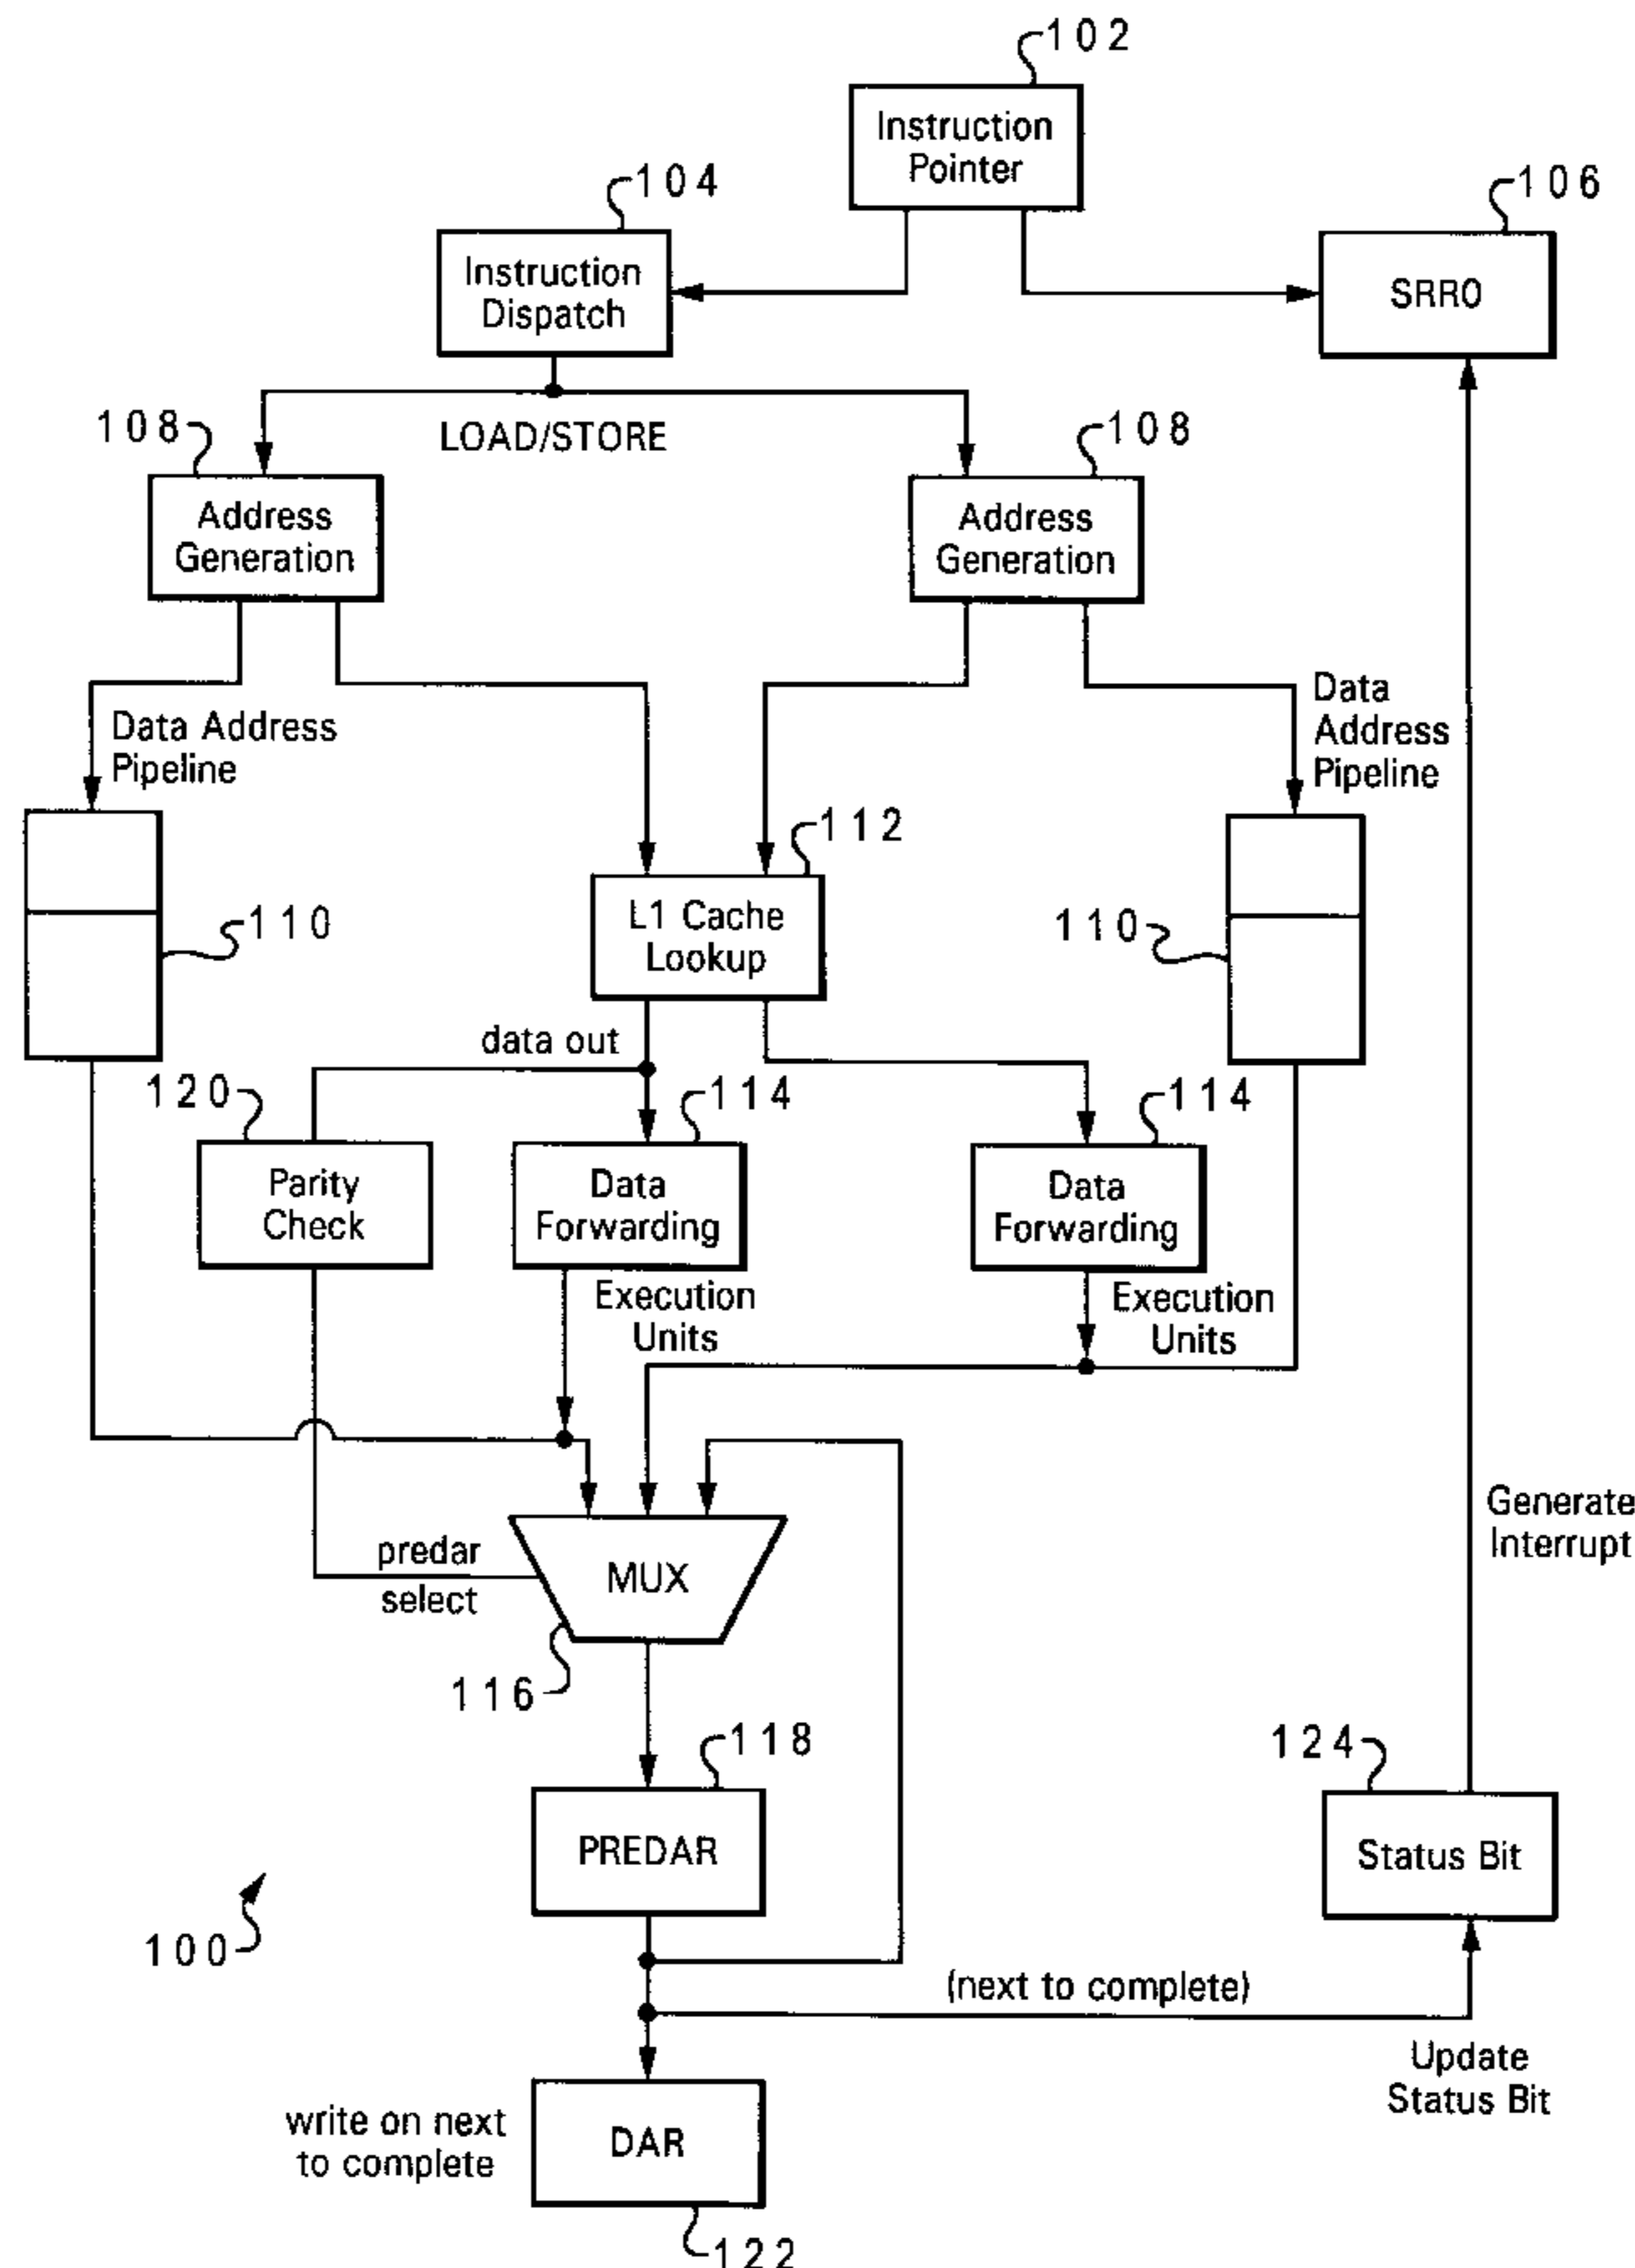 102
Instruction
Pointer
104
Instruction
Dispatch
106
SRR0
108
LOAD/STORE
108
Address
Generation
Address
Generation
Data Address
Pipeline
Data
Address
Pipeline
112
L1 Cache
Lookup
110
110
data out
120
114
114
Parity
Check
Data
Forwarding
Data
Forwarding
Execution
Units
Execution
Units
Generate
Interrupt
predar
select
MUX
116
118
PREDAR
124
Status Bit
100
(next to complete)
Update
Status Bit
write on next
to complete
DAR
122